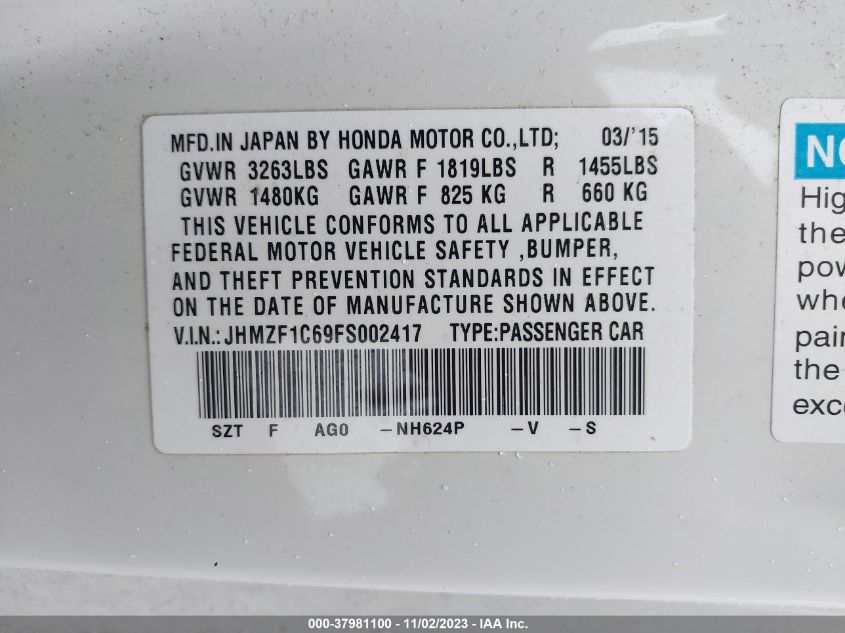 MFD.IN JAPAN BY HONDA MOTOR CO.,LTD; 03/'15
GVWR 3263LBS GAWR F 1819LBS R 1455LBS
GVWR 1480KG GAWR F 825 KG R 660 KG
THIS VEHICLE CONFORMS TO ALL APPLICABLE
FEDERAL MOTOR VEHICLE SAFETY ,BUMPER,
AND THEFT PREVENTION STANDARDS IN EFFECT
ON THE DATE OF MANUFACTURE SHOWN ABOVE.
V.I.N.: JHMZF1C69FS002417 TYPE:PASSENGER CAR
SZT F AG0 -NH624P -V -S
NO
Hig
the
pow
whe
pain
the
exc
000-37981100 - 11/02/2023 - IAA Inc.